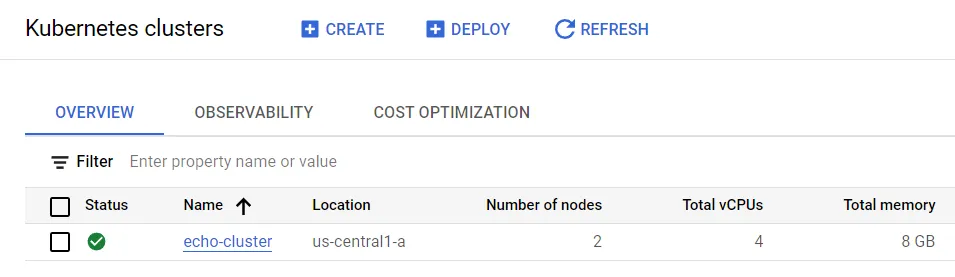 Kubernetes clusters CREATE DEPLOY REFRESH
OVERVIEW OBSERVABILITY COST OPTIMIZATION
Filter Enter property name or value
Status Name Location Number of nodes Total vCPUs Total memory
echo-cluster us-central1-a 2 4 8 GB